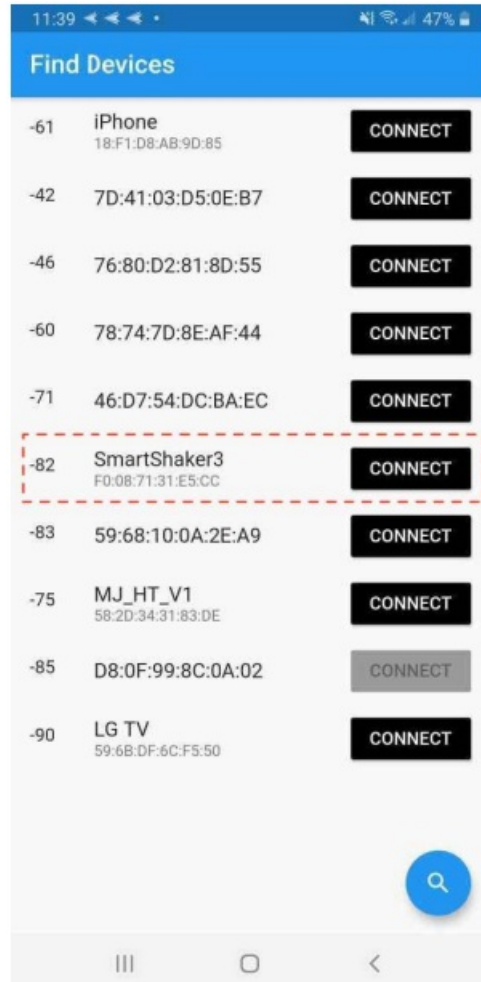 11:39 47%
Find Devices
-61 iPhone CONNECT
18:F1:D8:AB:9D:85
-42 7D:41:03:D5:0E:B7 CONNECT
-46 76:80:D2:81:8D:55 CONNECT
-60 78:74:7D:8E:AF:44 CONNECT
-71 46:D7:54:DC:BA:EC CONNECT
-82 SmartShaker3 CONNECT
F0:08:71:31:E5:CC
-83 59:68:10:0A:2E:A9 CONNECT
-75 MJ_HT_V1 CONNECT
58:2D:34:31:83:DE
-85 D8:0F:99:8C:0A:02 CONNECT
-90 LG TV CONNECT
59:6B:DF:6C:F5:50